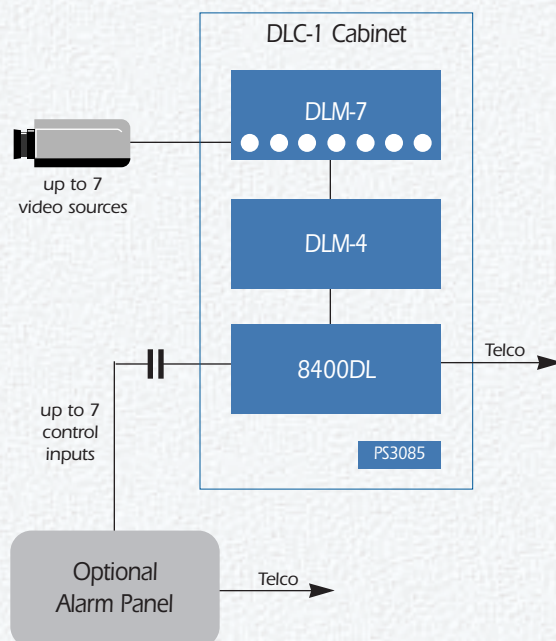 DLC-1 Cabinet
DLM-7
up to 7
video sources
DLM-4
8400DL
Telco
up to 7
control
inputs
PS3085
Optional
Alarm Panel
Telco